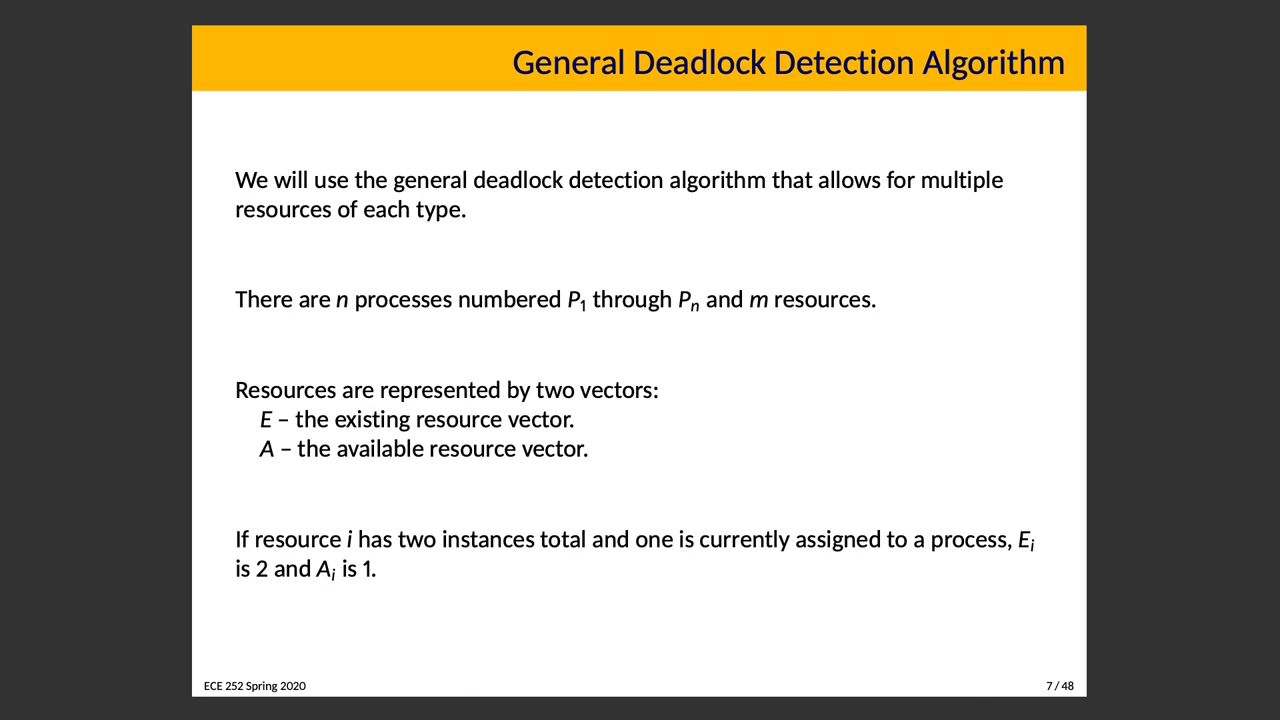 General Deadlock Detection Algorithm
We will use the general deadlock detection algorithm that allows for multiple
resources of each type.
There are n processes numbered P₁ through Pₙ and m resources.
Resources are represented by two vectors:
E – the existing resource vector.
A – the available resource vector.
If resource i has two instances total and one is currently assigned to a process, Eᵢ
is 2 and Aᵢ is 1.
ECE 252 Spring 2020
7 / 48